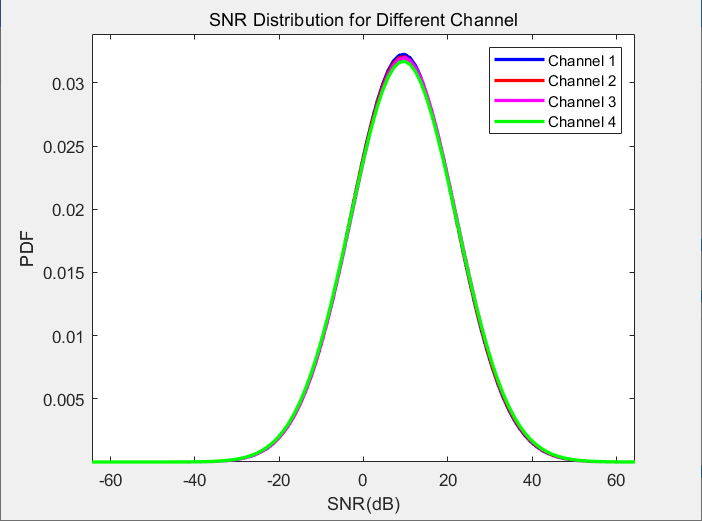 SNR Distribution for Different Channel
Channel 1
Channel 2
Channel 3
Channel 4
PDF
0.03
0.025
0.02
0.015
0.01
0.005
-60
-40
-20
0
20
40
60
SNR(dB)